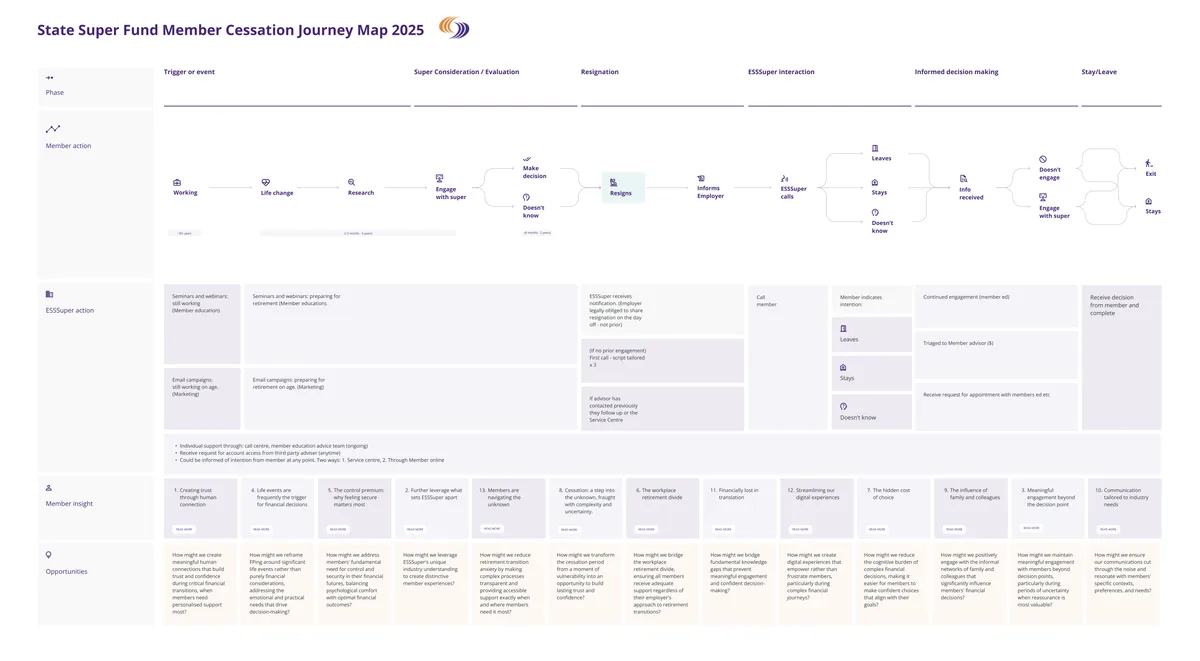 State Super Fund Member Cessation Journey Map 2025
Phase
Trigger or event
Super Consideration / Evaluation
Resignation
ESSSuper interaction
Informed decision making
Stay/Leave
Member action
Working
Life change
Research
Engage
with super
Make
decision
Doesn't
know
Resigns
Informs
Employer
ESSSuper
calls
Leaves
Stays
Doesn't
know
Info
received
Doesn't
engage
Engage
with super
Exit
Stays
ESSSuper action
Seminars and webinars:
still working
(Member education)
Seminars and webinars: preparing for
retirement (Member education).
Email campaigns:
still working on age.
(Marketing)
Email campaigns: preparing for
retirement on age. (Marketing)
ESSSuper receives
notification. (Employer
legally obliged to share
resignation on the day
off - not prior)
(If no prior engagement)
First call - script tailored
x 3
If advisor has
contacted previously
they follow up or the
Service Centre
Call
member
Member indicates
intention:
Leaves
Stays
Doesn't know
Continued engagement (member ed)
Triaged to Member advisor ($)
Receive request for appointment with members ed etc
Receive decision
from member and
complete
• Individual support through: call centre, member education advice team (ongoing)
• Receive request for account access from third party adviser (anytime)
• Could be informed of intention from member at any point. Two ways: 1. Service centre, 2, Through Member online
Member insight
1. Creating trust
through human
connection
READ MORE
4. Life events are
frequently the trigger
for financial decisions
READ MORE
5. The control premium:
why feeling secure
matters most
READ MORE
2. Further leverage what
sets ESSSuper apart
READ MORE
13. Members are
navigating the
unknown
READ MORE
8. Cessation: a step into
the unknown, fraught
with complexity and
uncertainty.
READ MORE
6. The workplace
retirement divide
READ MORE
11. Financially lost in
translation
READ MORE
12. Streamlining our
digital experiences
READ MORE
7. The hidden cost
of choice
READ MORE
9. The influence of
family and colleagues
READ MORE
3. Meaningful
engagement beyond
the decision point
READ MORE
10. Communication
tailored to industry
needs
READ MORE
Opportunities
How might we create
meaningful human
connections that build
trust and confidence
during critical financial
transitions, when
members need
personalised support
most?
How might we reframe
FPing around significant
life events rather than
purely financial
considerations,
addressing the
emotional and practical
needs that drive
decision-making?
How might we address
members' fundamental
need for control and
security in their financial
futures, balancing
psychological comfort
with optimal financial
outcomes?
How might we leverage
ESSSuper's unique
industry understanding
to create distinctive
member experiences?
How might we reduce
retirement transition
anxiety by making
complex processes
transparent and
providing accessible
support exactly when
and where members
need it most?
How might we transform
the cessation period
from a moment of
vulnerability into an
opportunity to build
lasting trust and
confidence?
How might we bridge
the workplace
retirement divide,
ensuring all members
receive adequate
support regardless of
their employer's
approach to retirement
transitions?
How might we bridge
fundamental knowledge
gaps that prevent
meaningful engagement
and confident decision-
making?
How might we create
digital experiences that
empower rather than
frustrate members,
particularly during
complex financial
journeys?
How might we reduce
the cognitive burden of
complex financial
decisions, making it
easier for members to
make confident choices
that align with their
goals?
How might we positively
engage with the informal
networks of family and
colleagues that
significantly influence
members' financial
decisions?
How might we maintain
meaningful engagement
with members beyond
decision points,
particularly during
periods of uncertainty
when reassurance is
most valuable?
How might we ensure
our communications cut
through the noise and
resonate with members'
specific contexts,
preferences, and needs?